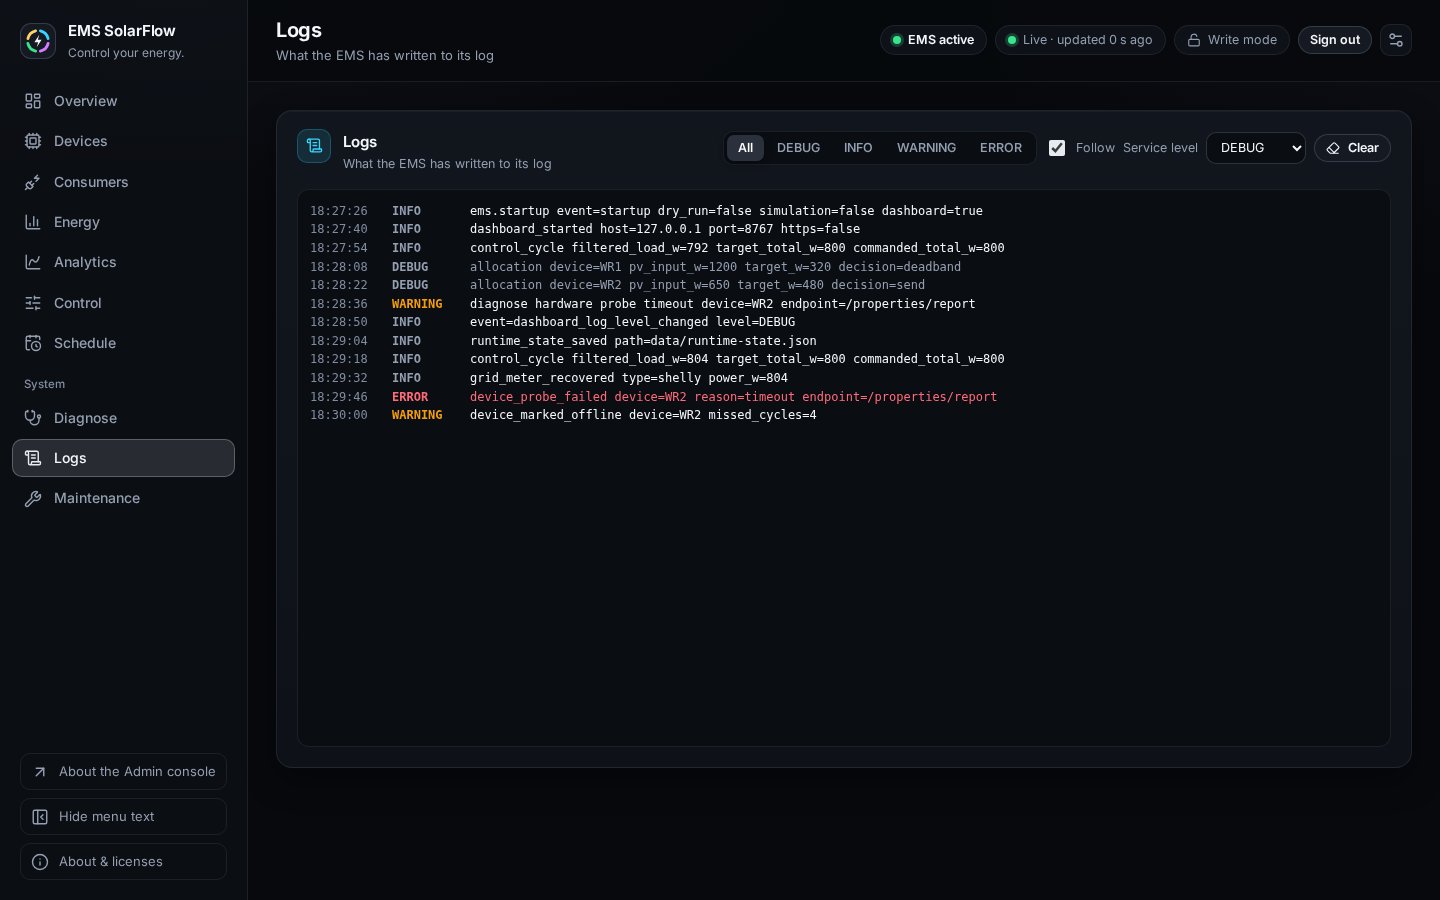 EMS SolarFlow
Control your energy.
Overview
Devices
Consumers
Energy
Analytics
Control
Schedule
System
Diagnose
Logs
Maintenance
About the Admin console
Hide menu text
About & licenses
Logs
What the EMS has written to its log
EMS active
Live · updated 0 s ago
Write mode
Sign out
Logs
What the EMS has written to its log
All DEBUG INFO WARNING ERROR
Follow Service level DEBUG Clear
18:27:26 INFO ems.startup event=startup dry_run=false simulation=false dashboard=true
18:27:40 INFO dashboard_started host=127.0.0.1 port=8767 https=false
18:27:54 INFO control_cycle filtered_load_w=792 target_total_w=800 commanded_total_w=800
18:28:08 DEBUG allocation device=WR1 pv_input_w=1200 target_w=320 decision=deadband
18:28:22 DEBUG allocation device=WR2 pv_input_w=650 target_w=480 decision=send
18:28:36 WARNING diagnose hardware probe timeout device=WR2 endpoint=/properties/report
18:28:50 INFO event=dashboard_log_level_changed level=DEBUG
18:29:04 INFO runtime_state_saved path=data/runtime-state.json
18:29:18 INFO control_cycle filtered_load_w=804 target_total_w=800 commanded_total_w=800
18:29:32 INFO grid_meter_recovered type=shelly power_w=804
18:29:46 ERROR device_probe_failed device=WR2 reason=timeout endpoint=/properties/report
18:30:00 WARNING device_marked_offline device=WR2 missed_cycles=4